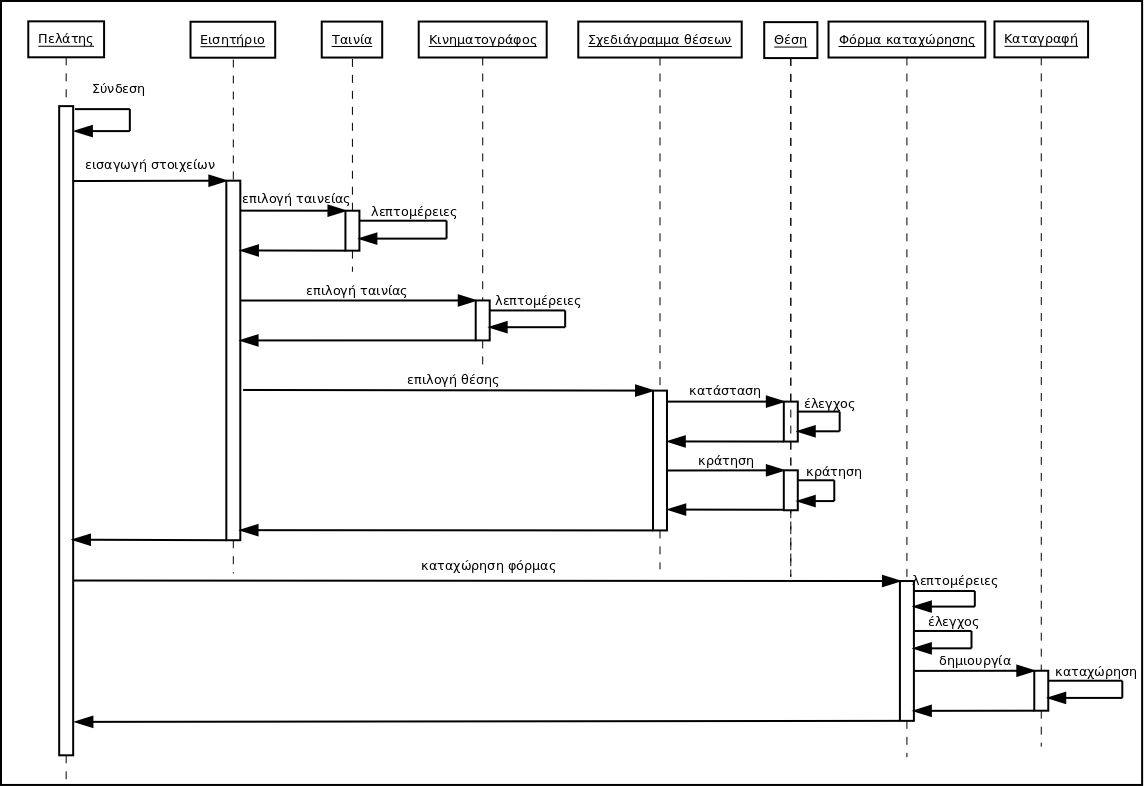 Πελάτης
Εισητήριο
Ταινία
Κινηματογράφος
Σχεδιάγραμμα θέσεων
Θέση
Φόρμα καταχώρησης
Καταγραφή
Σύνδεση
εισαγωγή στοιχείων
επιλογή ταινείας
λεπτομέρειες
επιλογή ταινίας
λεπτομέρειες
επιλογή θέσης
κατάσταση
έλεγχος
κράτηση
κράτηση
καταχώρηση φόρμας
λεπτομέρειες
έλεγχος
δημιουργία
καταχώρηση